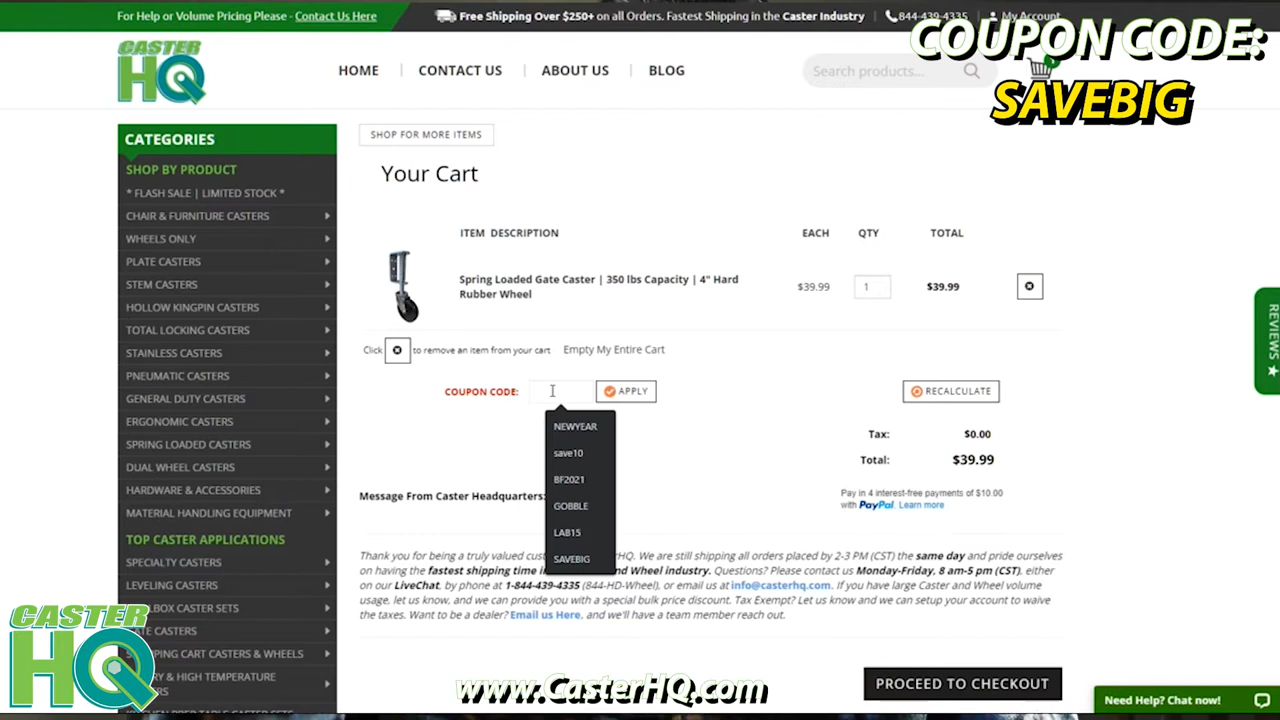 For Help or Volume Pricing Please - Contact Us Here
Free Shipping Over $250+ on all Orders. Fastest Shipping in the Caster Industry
844-439-4335
My Account
COUPON CODE:
SAVEBIG
CASTER
HQ
HOME
CONTACT US
ABOUT US
BLOG
Search products...
CATEGORIES
SHOP BY PRODUCT
* FLASH SALE | LIMITED STOCK *
CHAIR & FURNITURE CASTERS
WHEELS ONLY
PLATE CASTERS
STEM CASTERS
HOLLOW KINGPIN CASTERS
TOTAL LOCKING CASTERS
STAINLESS CASTERS
PNEUMATIC CASTERS
GENERAL DUTY CASTERS
ERGONOMIC CASTERS
SPRING LOADED CASTERS
DUAL WHEEL CASTERS
HARDWARE & ACCESSORIES
MATERIAL HANDLING EQUIPMENT
TOP CASTER APPLICATIONS
SPECIALTY CASTERS
LEVELING CASTERS
LBOX CASTER SETS
ATE CASTERS
PING CART CASTERS & WHEELS
RY & HIGH TEMPERATURE
RS
SHOP FOR MORE ITEMS
Your Cart
ITEM DESCRIPTION
EACH
QTY
TOTAL
Spring Loaded Gate Caster | 350 lbs Capacity | 4" Hard
Rubber Wheel
$39.99
1
$39.99
Click
to remove an item from your cart
Empty My Entire Cart
COUPON CODE:
APPLY
RECALCULATE
NEWYEAR
save10
BF2021
GOBBLE
LAB15
SAVEBIG
Tax: $0.00
Total: $39.99
Pay in 4 interest-free payments of $10.00
with PayPal. Learn more
Message From Caster Headquarters:
Thank you for being a truly valued cust erHQ. We are still shipping all orders placed by 2-3 PM (CST) the same day and pride ourselves
on having the fastest shipping time in and Wheel industry. Questions? Please contact us Monday-Friday, 8 am-5 pm (CST), either
on our LiveChat, by phone at 1-844-439-4335 (844-HD-Wheel), or email us at info@casterhq.com. If you have large Caster and Wheel volume
usage, let us know, and we can provide you with a special bulk price discount. Tax Exempt? Let us know and we can setup your account to waive
the taxes. Want to be a dealer? Email us Here, and we'll have a team member reach out.
PROCEED TO CHECKOUT
REVIEWS
Need Help? Chat now!
CASTER
HQ
www.CasterHQ.com